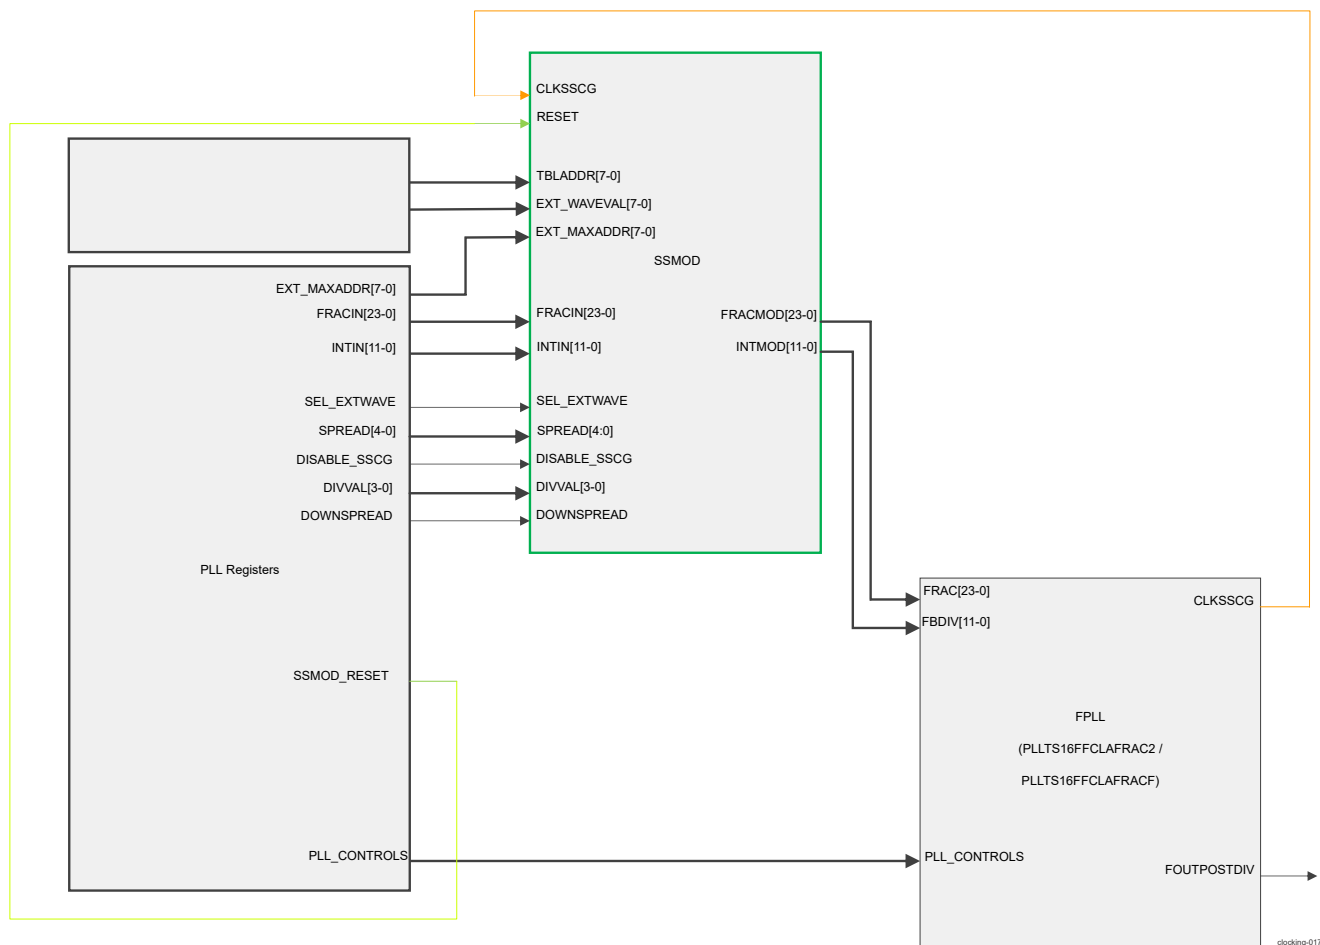 CLKSSCG
RESET
TBLADDR[7-0]
EXT_WAVEVAL[7-0]
EXT_MAXADDR[7-0]
SSMOD
EXT_MAXADDR[7-0]
FRACIN[23-0]
INTIN[11-0]
FRACIN[23-0]
INTIN[11-0]
FRACMOD[23-0]
INTMOD[11-0]
SEL_EXTWAVE
SPREAD[4-0]
DISABLE_SSCG
DIVVAL[3-0]
DOWNSPREAD
SEL_EXTWAVE
SPREAD[4:0]
DISABLE_SSCG
DIVVAL[3-0]
DOWNSPREAD
PLL Registers
FRAC[23-0]
FBDIV[11-0]
CLKSSCG
SSMOD_RESET
FPLL
(PLLTS16FFCLAFRAC2 /
PLLTS16FFCLAFRACF)
PLL_CONTROLS
PLL_CONTROLS
FOUTPOSTDIV
clocking-017